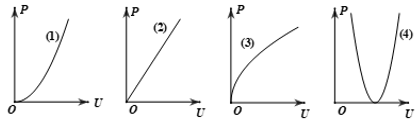 P (1) O U
P (2) O U
P (3) O U
P (4) O U